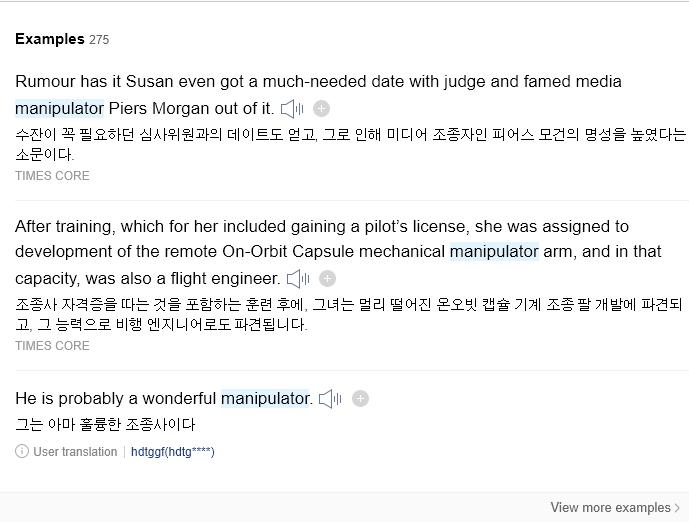 Examples 275
Rumour has it Susan even got a much-needed date with judge and famed media
manipulator Piers Morgan out of it.
수잔이 꼭 필요하던 심사위원과의 데이트도 얻고, 그로 인해 미디어 조종자인 피어스 모건의 명성을 높였다는
소문이다.
TIMES CORE
After training, which for her included gaining a pilot’s license, she was assigned to
development of the remote On-Orbit Capsule mechanical manipulator arm, and in that
capacity, was also a flight engineer.
조종사 자격증을 따는 것을 포함하는 훈련 후에, 그녀는 멀리 떨어진 온오빗 캡슐 기계 조종 팔 개발에 파견되
고, 그 능력으로 비행 엔지니어로도 파견됩니다.
TIMES CORE
He is probably a wonderful manipulator.
그는 아마 훌륭한 조종사이다
User translation hdtggf(hdtg****)
View more examples